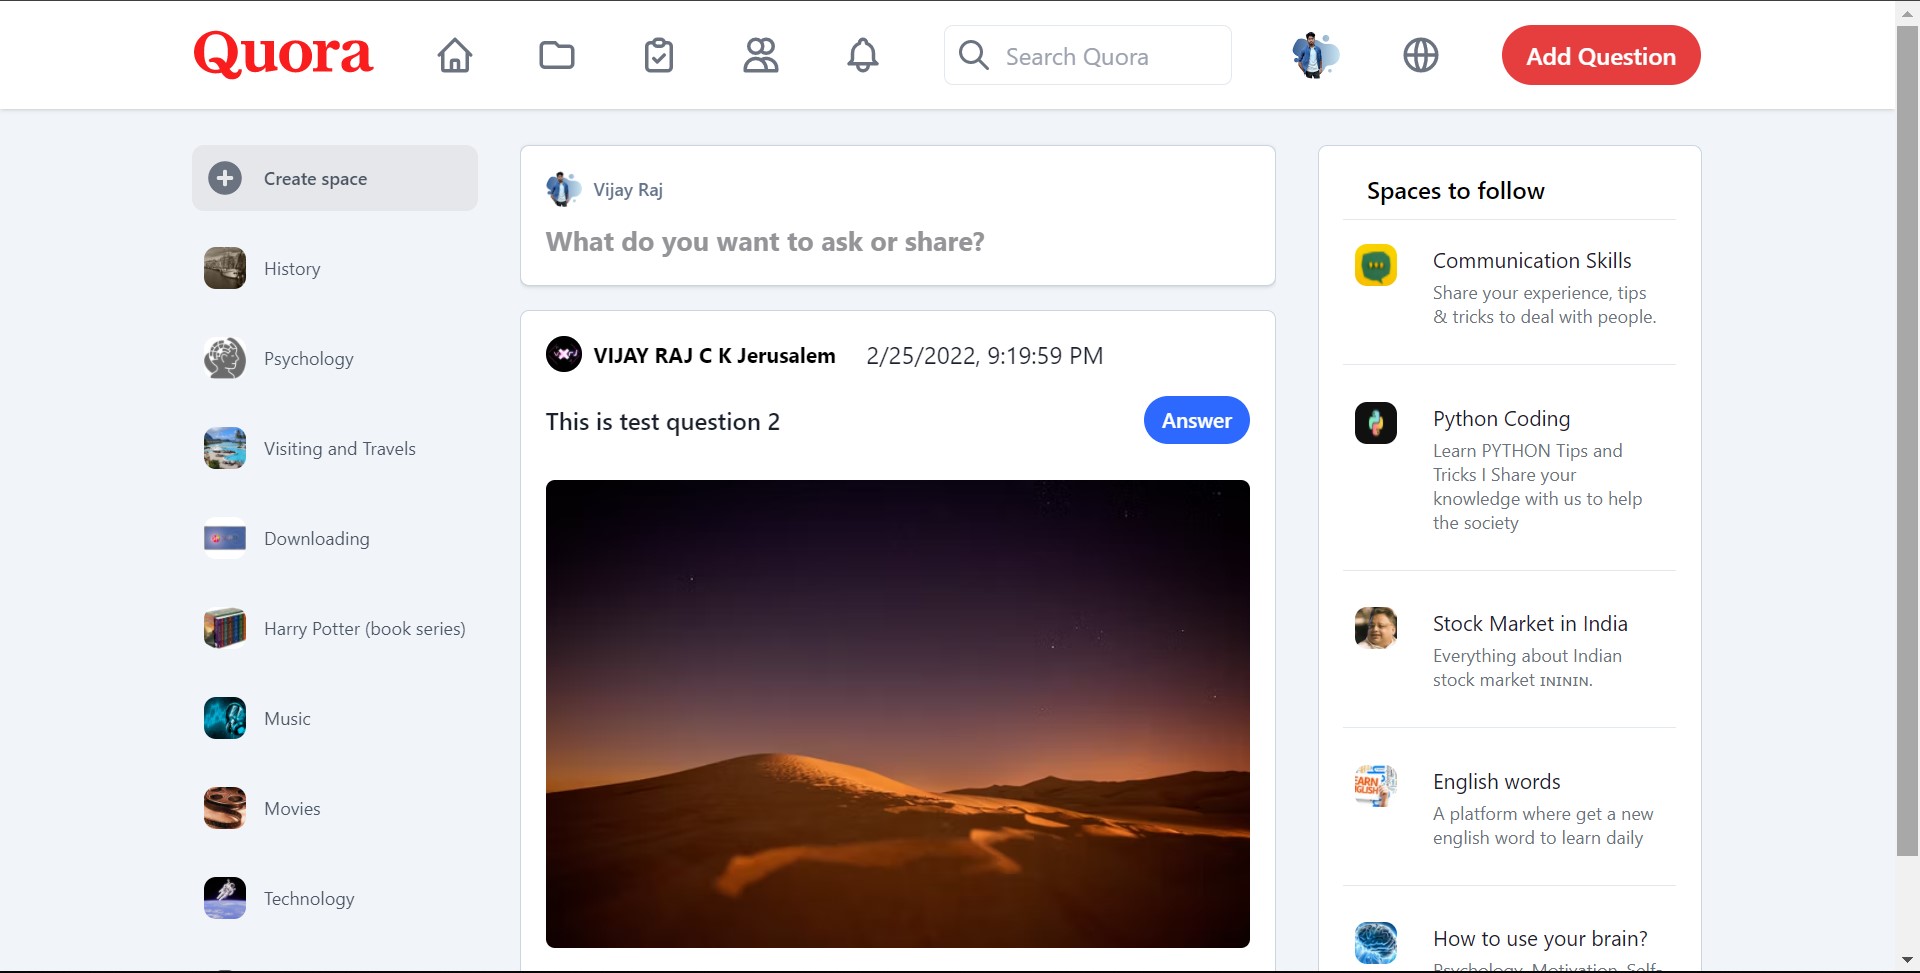 Quora
Search Quora
Add Question
Create space
History
Psychology
Visiting and Travels
Downloading
Harry Potter (book series)
Music
Movies
Technology
Vijay Raj
What do you want to ask or share?
VIJAY RAJ C K Jerusalem 2/25/2022, 9:19:59 PM
This is test question 2
Answer
Spaces to follow
Communication Skills
Share your experience, tips
& tricks to deal with people.
Python Coding
Learn PYTHON Tips and
Tricks I Share your
knowledge with us to help
the society
Stock Market in India
Everything about Indian
stock market ɪɴɪɴɪɴ.
English words
A platform where get a new
english word to learn daily
How to use your brain?
Psychology, Motivation, Self-